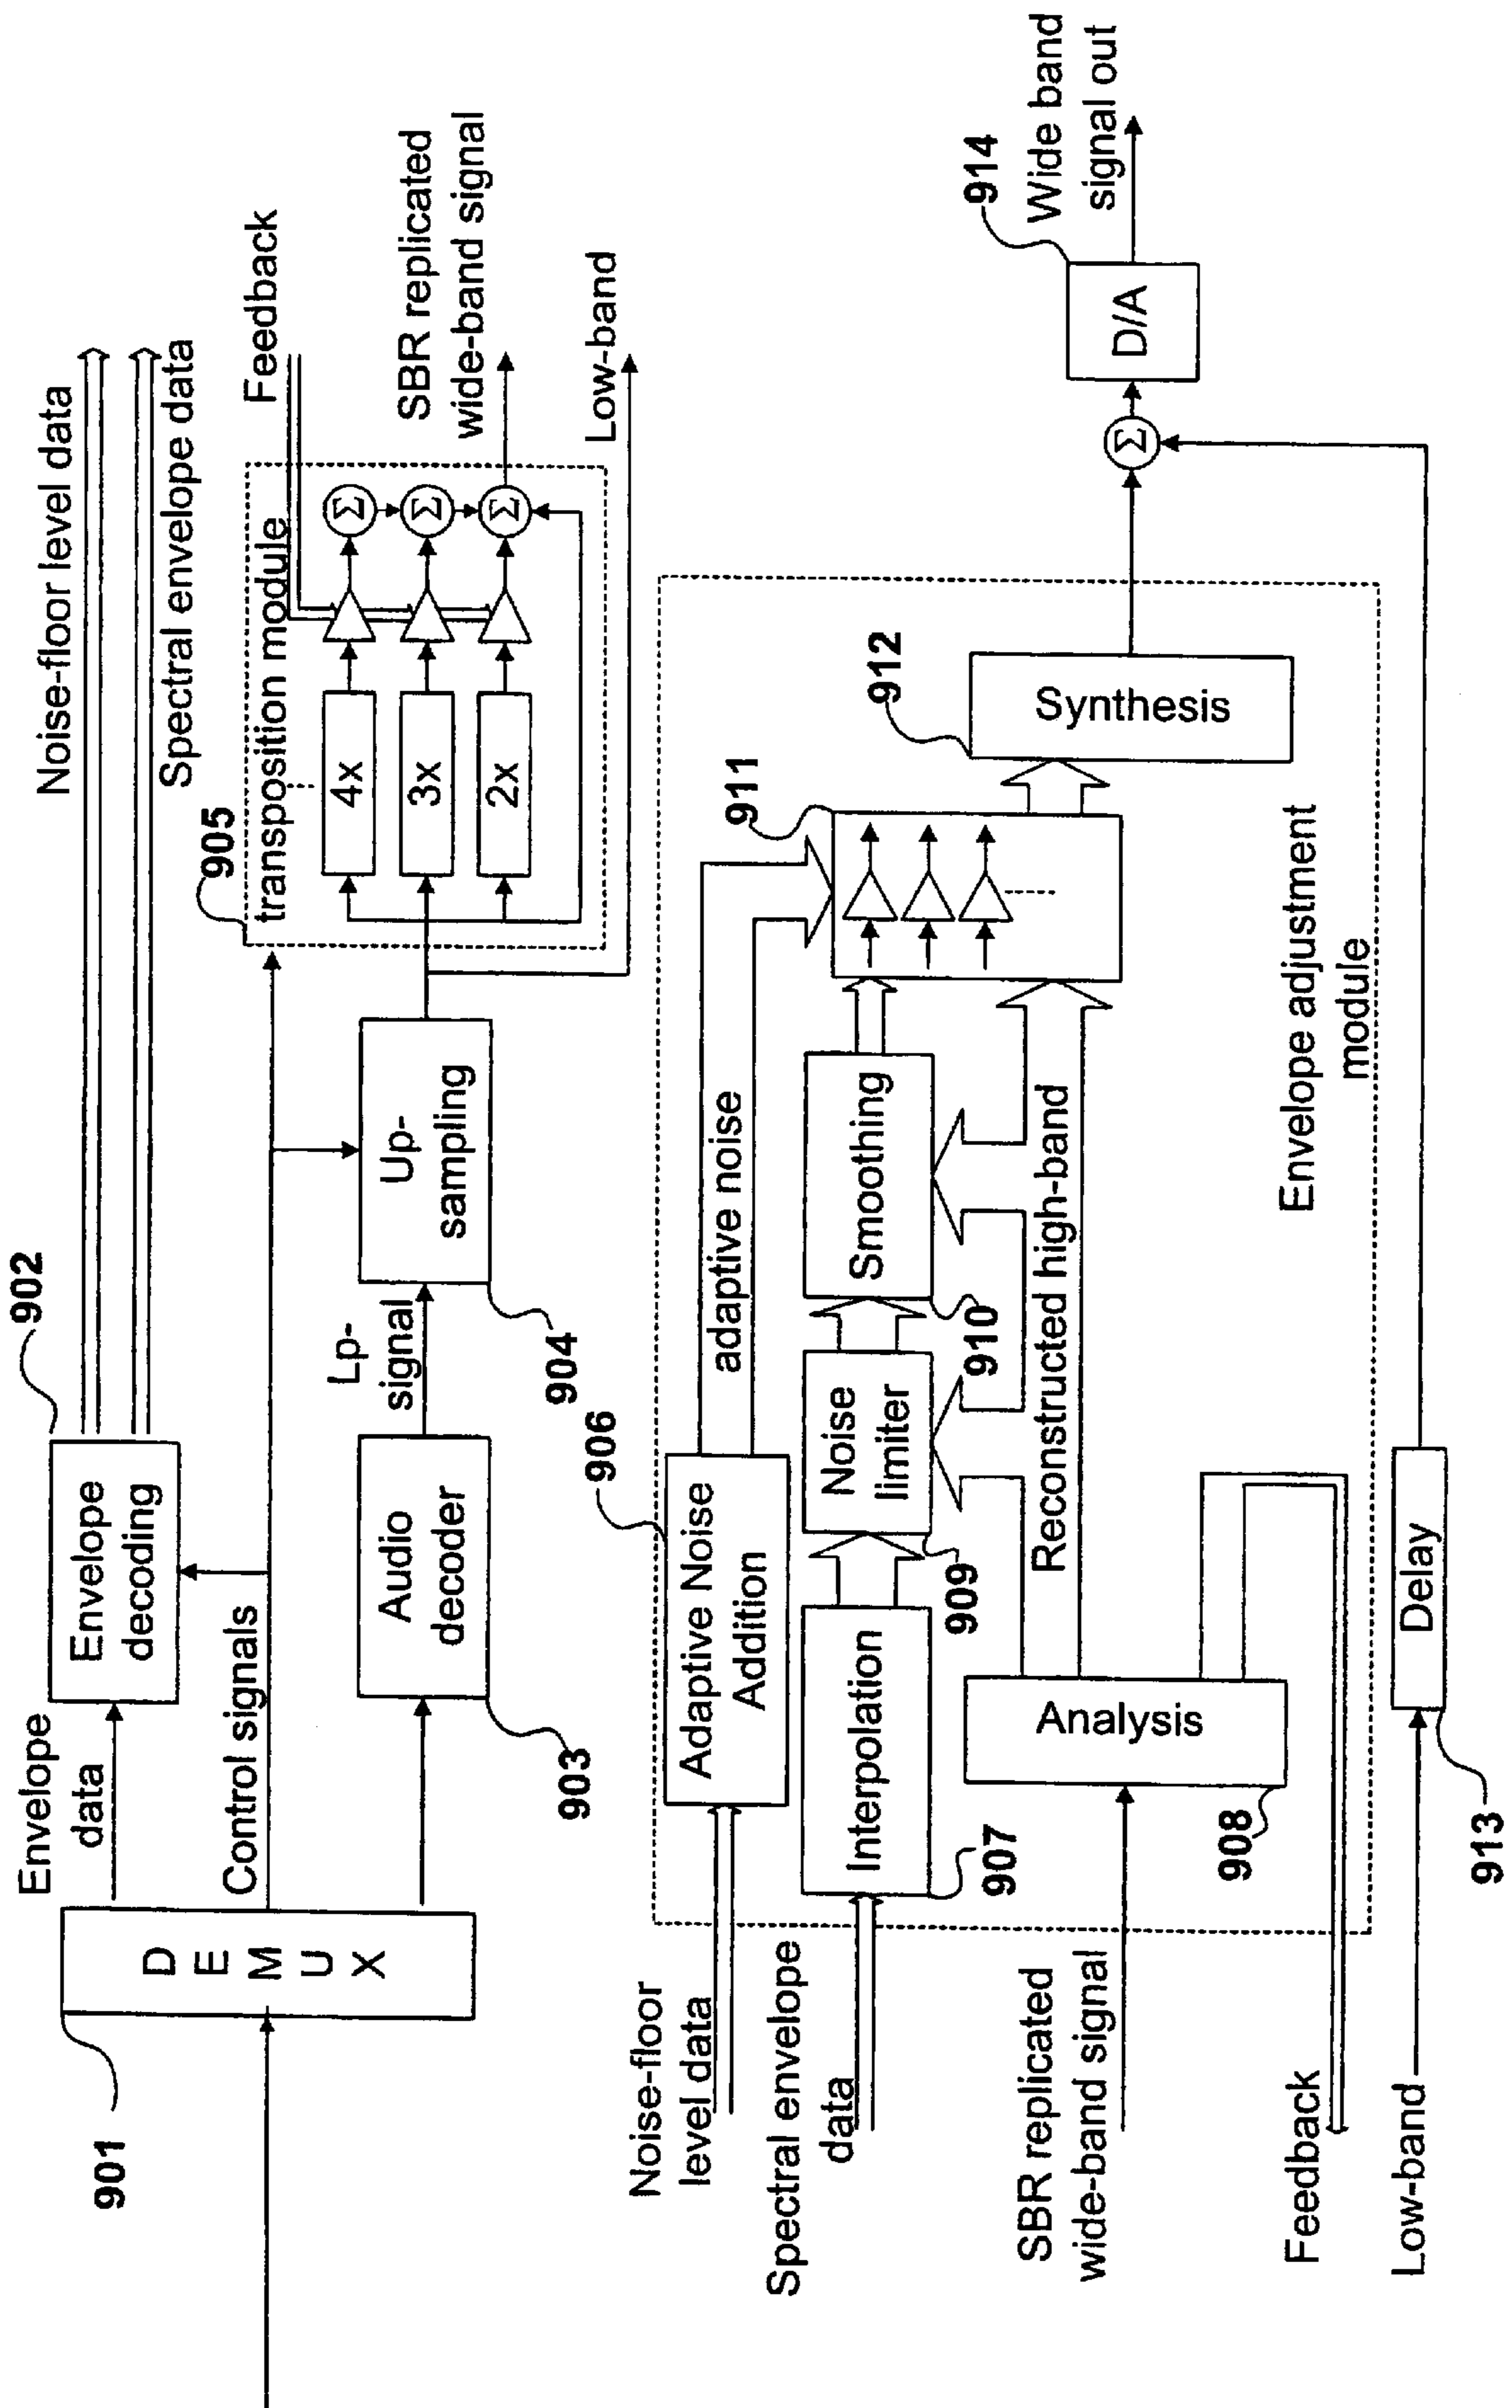 901
D
E
M
U
X
Envelope
data
Control signals
902
Envelope
decoding
Noise-floor level data
Spectral envelope data
903
Audio
decoder
Lp-
signal
904
Up-
sampling
905
transposition module
4x
3x
2x
Σ
Σ
Σ
Feedback
SBR replicated
wide-band signal
Low-band
Noise-floor
level data
Spectral envelope
data
SBR replicated
wide-band signal
Feedback
Low-band
906
Adaptive Noise
Addition
adaptive noise
907
Interpolation
908
Analysis
909
Noise
limiter
910
Smoothing
Reconstructed high-band
911
912
Synthesis
Envelope adjustment
module
913
Delay
Σ
914
D/A
Wide band
signal out